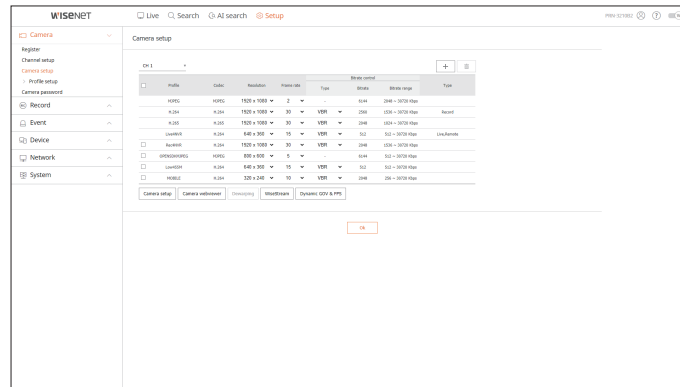 WISENET Live Search AI search Setup PRN-3210B2
Camera
Register
Channel setup
Camera setup
> Profile setup
Camera password
Record
Event
Device
Network
System
Camera setup
CH 1
Profile Codec Resolution Frame rate Bitrate control Type
Type Bitrate Bitrate range
MJPEG MJPEG 1920 x 1080 2 - 6144 2048 ~ 30720 Kbps
H.264 H.264 1920 x 1080 30 VBR 2560 1536 ~ 30720 Kbps Record
H.265 H.265 1920 x 1080 30 VBR 2048 1024 ~ 30720 Kbps
LiveNVR H.264 640 x 360 15 VBR 512 512 ~ 30720 Kbps Live,Remote
RecNVR H.264 1920 x 1080 30 VBR 2048 1536 ~ 30720 Kbps
OPENSDKMJPEG MJPEG 800 x 600 5 - 6144 512 ~ 30720 Kbps
Live4SSM H.264 640 x 360 15 VBR 512 512 ~ 30720 Kbps
MOBILE H.264 320 x 240 10 VBR 2048 256 ~ 30720 Kbps
Camera setup Camera webviewer Dewarping WiseStream Dynamic GOV & FPS
Ok